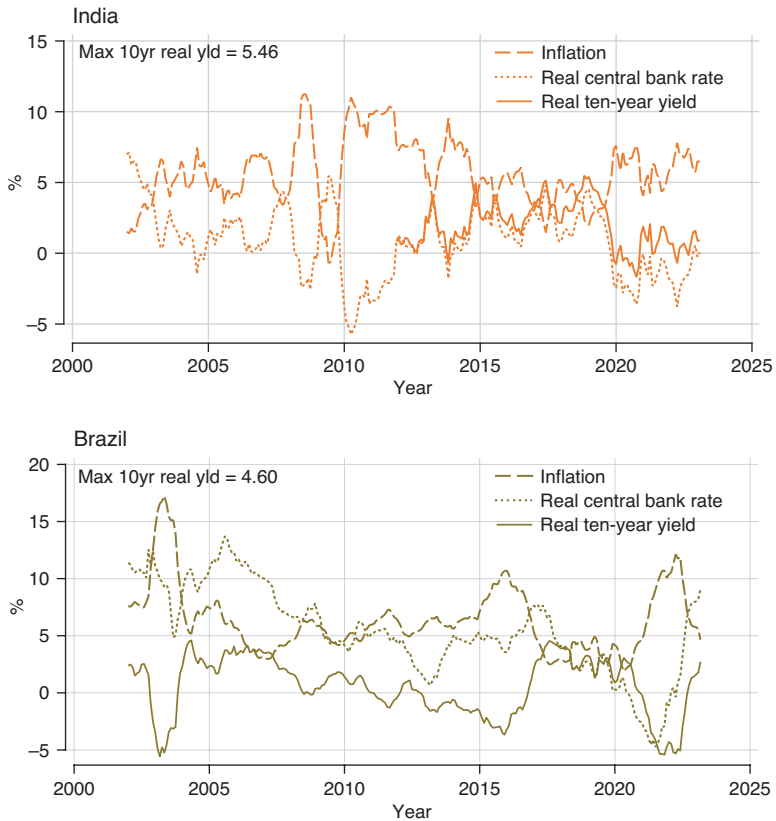 India
15
Max 10yr real yld = 5.46
Inflation
Real central bank rate
Real ten-year yield
10
5
0
–5
%
2000 2005 2010 2015 2020 2025
Year
Brazil
20
Max 10yr real yld = 4.60
Inflation
Real central bank rate
Real ten-year yield
15
10
5
0
–5
%
2000 2005 2010 2015 2020 2025
Year